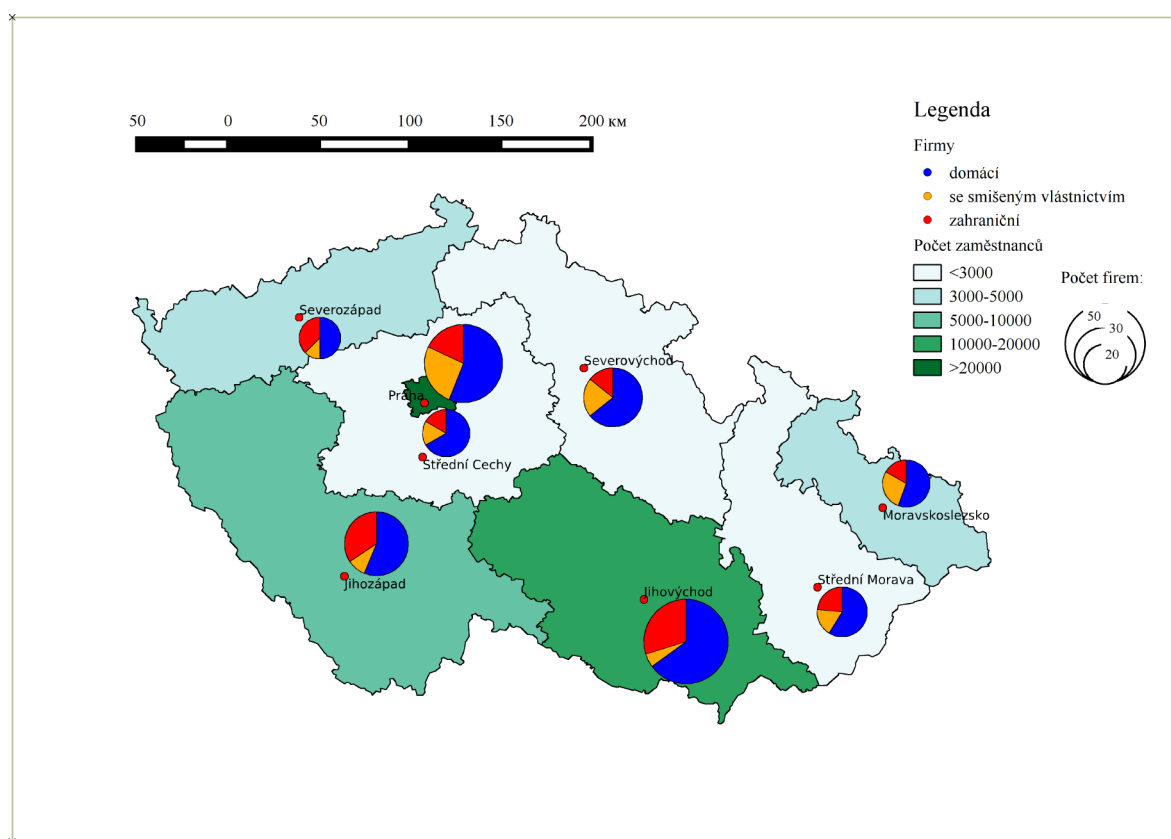 50 0 50 100 150 200 км
Legenda
Firmy
domácí
se smišeným vlástnictvím
zahraniční
Počet zaměstnanců
<3000
3000-5000
5000-10000
10000-20000
>20000
Počet firem:
50
30
20
Severozápad
Severovýchod
Práha
Střední Cechy
Moravskoslezsko
Jihozápad
Střední Morava
Jihovýchod